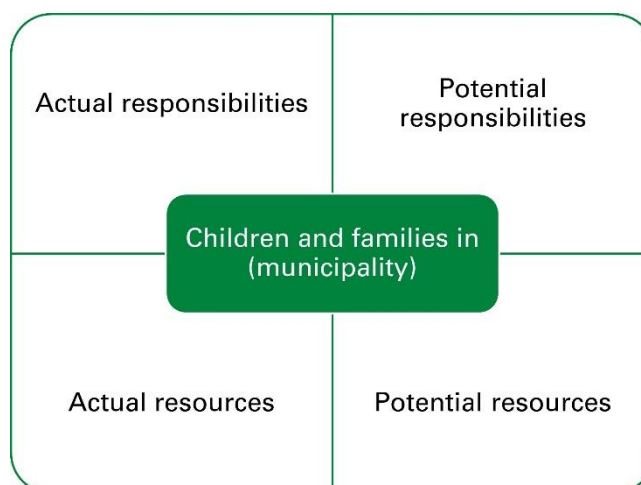 Actual responsibilities
Potential
responsibilities
Children and families in
(municipality)
Actual resources
Potential resources